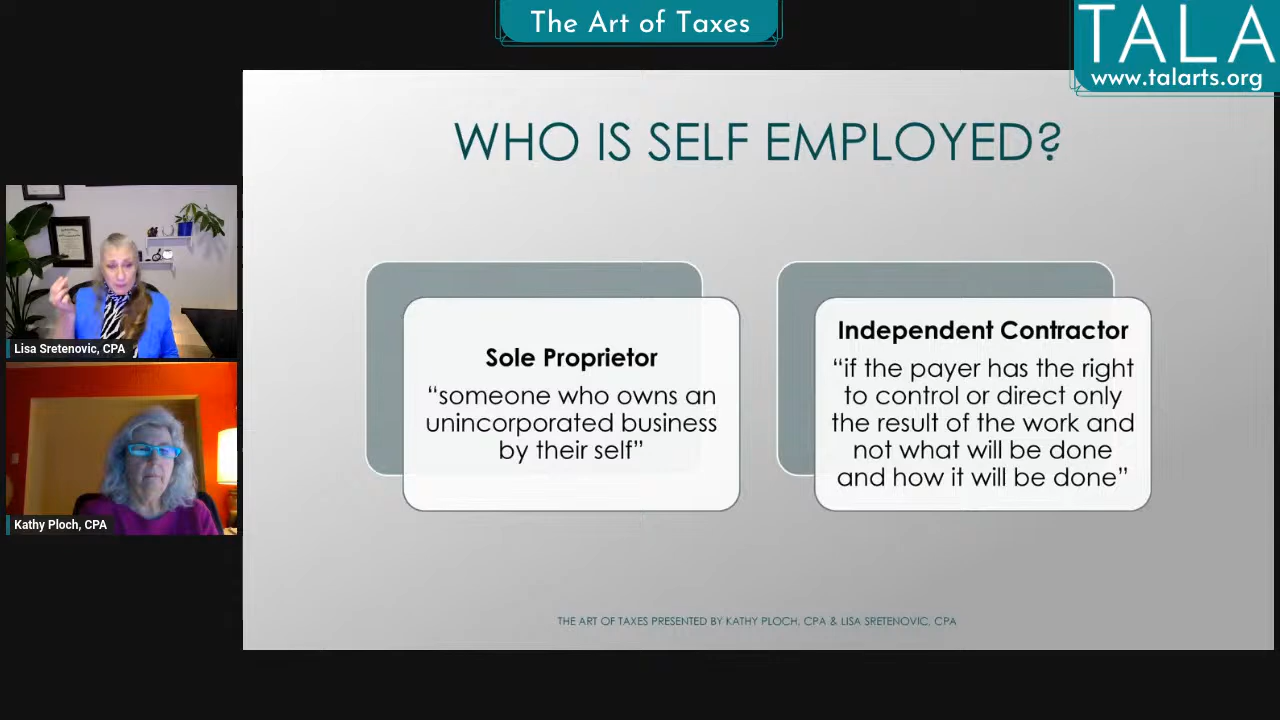 The Art of Taxes
TALA
www.talarts.org
WHO IS SELF EMPLOYED?
Sole Proprietor
“someone who owns an
unincorporated business
by their self”
Independent Contractor
“if the payer has the right
to control or direct only
the result of the work and
not what will be done
and how it will be done”
Lisa Sretenovic, CPA
Kathy Ploch, CPA
THE ART OF TAXES PRESENTED BY KATHY PLOCH, CPA & LISA SRETENOVIC, CPA